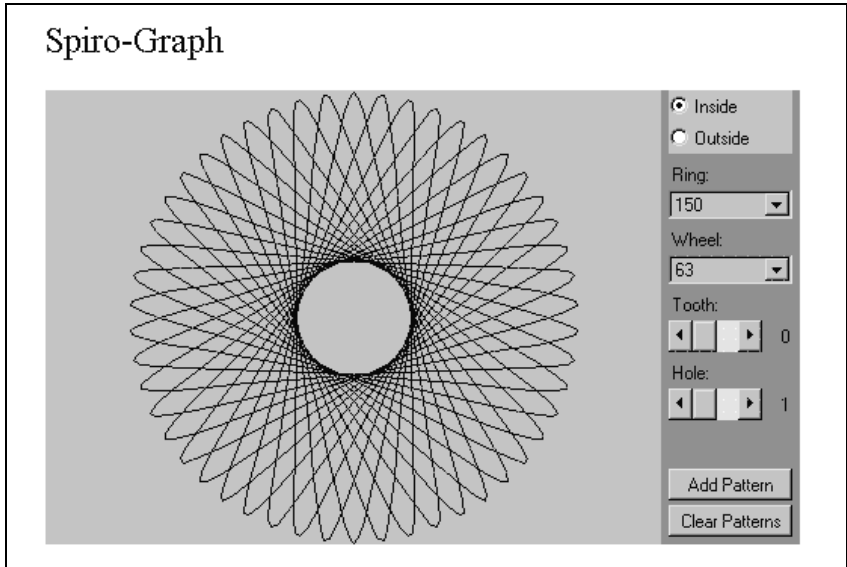 Spiro-Graph
Inside
Outside
Ring:
150
Wheel:
63
Tooth:
0
Hole:
1
Add Pattern
Clear Patterns